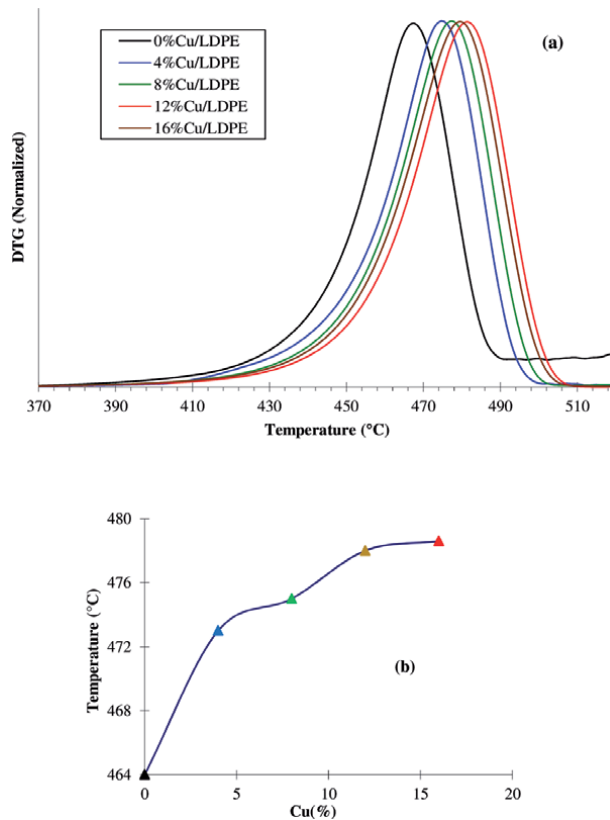 0%Cu/LDPE
4%Cu/LDPE
8%Cu/LDPE
12%Cu/LDPE
16%Cu/LDPE
(a)
DTG (Normalized)
370 390 410 430 450 470 490 510
Temperature (°C)
480
476
472
468
464
Temperature (°C)
(b)
0 5 10 15 20
Cu(%)